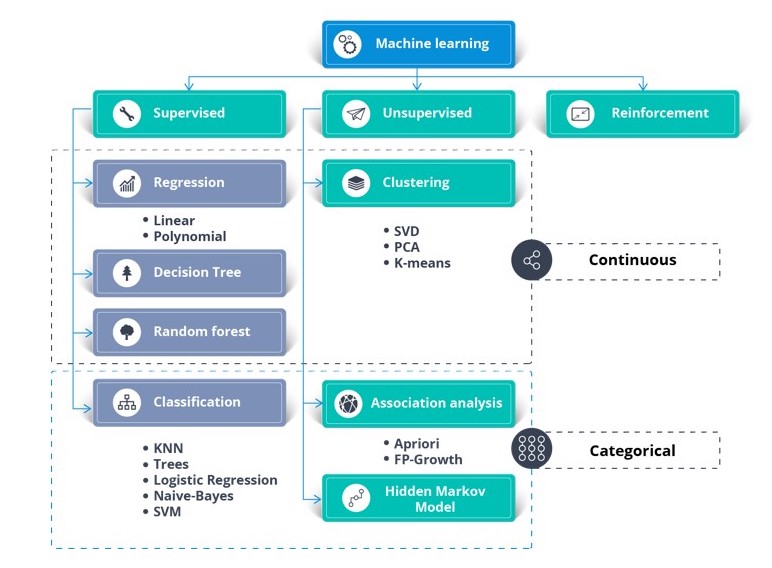 Machine learning
Supervised
Unsupervised
Reinforcement
Regression
• Linear
• Polynomial
Decision Tree
Random forest
Clustering
• SVD
• PCA
• K-means
Continuous
Classification
• KNN
• Trees
• Logistic Regression
• Naive-Bayes
• SVM
Association analysis
• Apriori
• FP-Growth
Hidden Markov
Model
Categorical